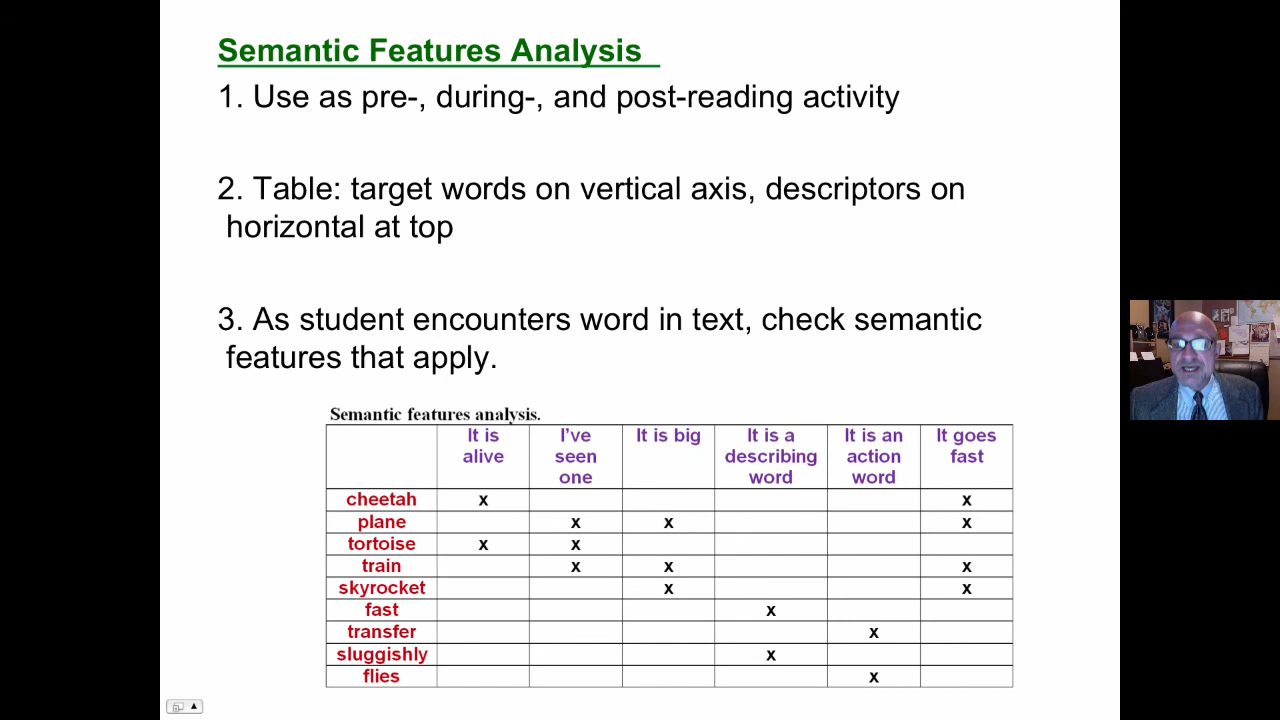 Semantic Features Analysis
1. Use as pre-, during-, and post-reading activity
2. Table: target words on vertical axis, descriptors on
horizontal at top
3. As student encounters word in text, check semantic
features that apply.
Semantic features analysis.
It is alive I've seen one It is big It is a describing word It is an action word It goes fast
cheetah x x
plane x x x
tortoise x x
train x x x
skyrocket x x
fast x
transfer x
sluggishly x
flies x